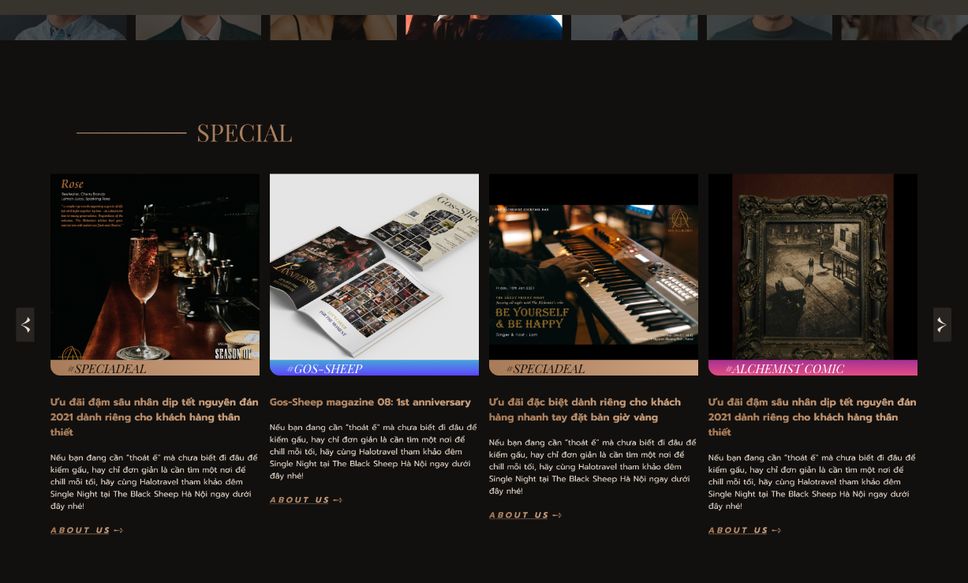 SPECIAL
Rose
#SPECIADEAL
Ưu đãi đậm sâu nhân dịp tết nguyên đán
2021 dành riêng cho khách hàng thân
thiết
Nếu bạn đang cần "thoát ế" mà chưa biết đi đâu để
kiếm gấu, hay chỉ đơn giản là cần tìm một nơi để
chill mỗi tối, hãy cùng Halotravel tham khảo đêm
Single Night tại The Black Sheep Hà Nội ngay dưới
đây nhé!
ABOUT US
#GOS-SHEEP
Gos-Sheep magazine 08: 1st anniversary
Nếu bạn đang cần "thoát ế" mà chưa biết đi đâu để
kiếm gấu, hay chỉ đơn giản là cần tìm một nơi để
chill mỗi tối, hãy cùng Halotravel tham khảo đêm
Single Night tại The Black Sheep Hà Nội ngay dưới
đây nhé!
ABOUT US
BE YOURSELF
& BE HAPPY
#SPECIADEAL
Ưu đãi đặc biệt dành riêng cho khách
hàng nhanh tay đặt bàn giờ vàng
Nếu bạn đang cần "thoát ế" mà chưa biết đi đâu để
kiếm gấu, hay chỉ đơn giản là cần tìm một nơi để
chill mỗi tối, hãy cùng Halotravel tham khảo đêm
Single Night tại The Black Sheep Hà Nội ngay dưới
đây nhé!
ABOUT US
#ALCHEMIST COMIC
Ưu đãi đậm sâu nhân dịp tết nguyên đán
2021 dành riêng cho khách hàng thân
thiết
Nếu bạn đang cần "thoát ế" mà chưa biết đi đâu để
kiếm gấu, hay chỉ đơn giản là cần tìm một nơi để
chill mỗi tối, hãy cùng Halotravel tham khảo đêm
Single Night tại The Black Sheep Hà Nội ngay dưới
đây nhé!
ABOUT US